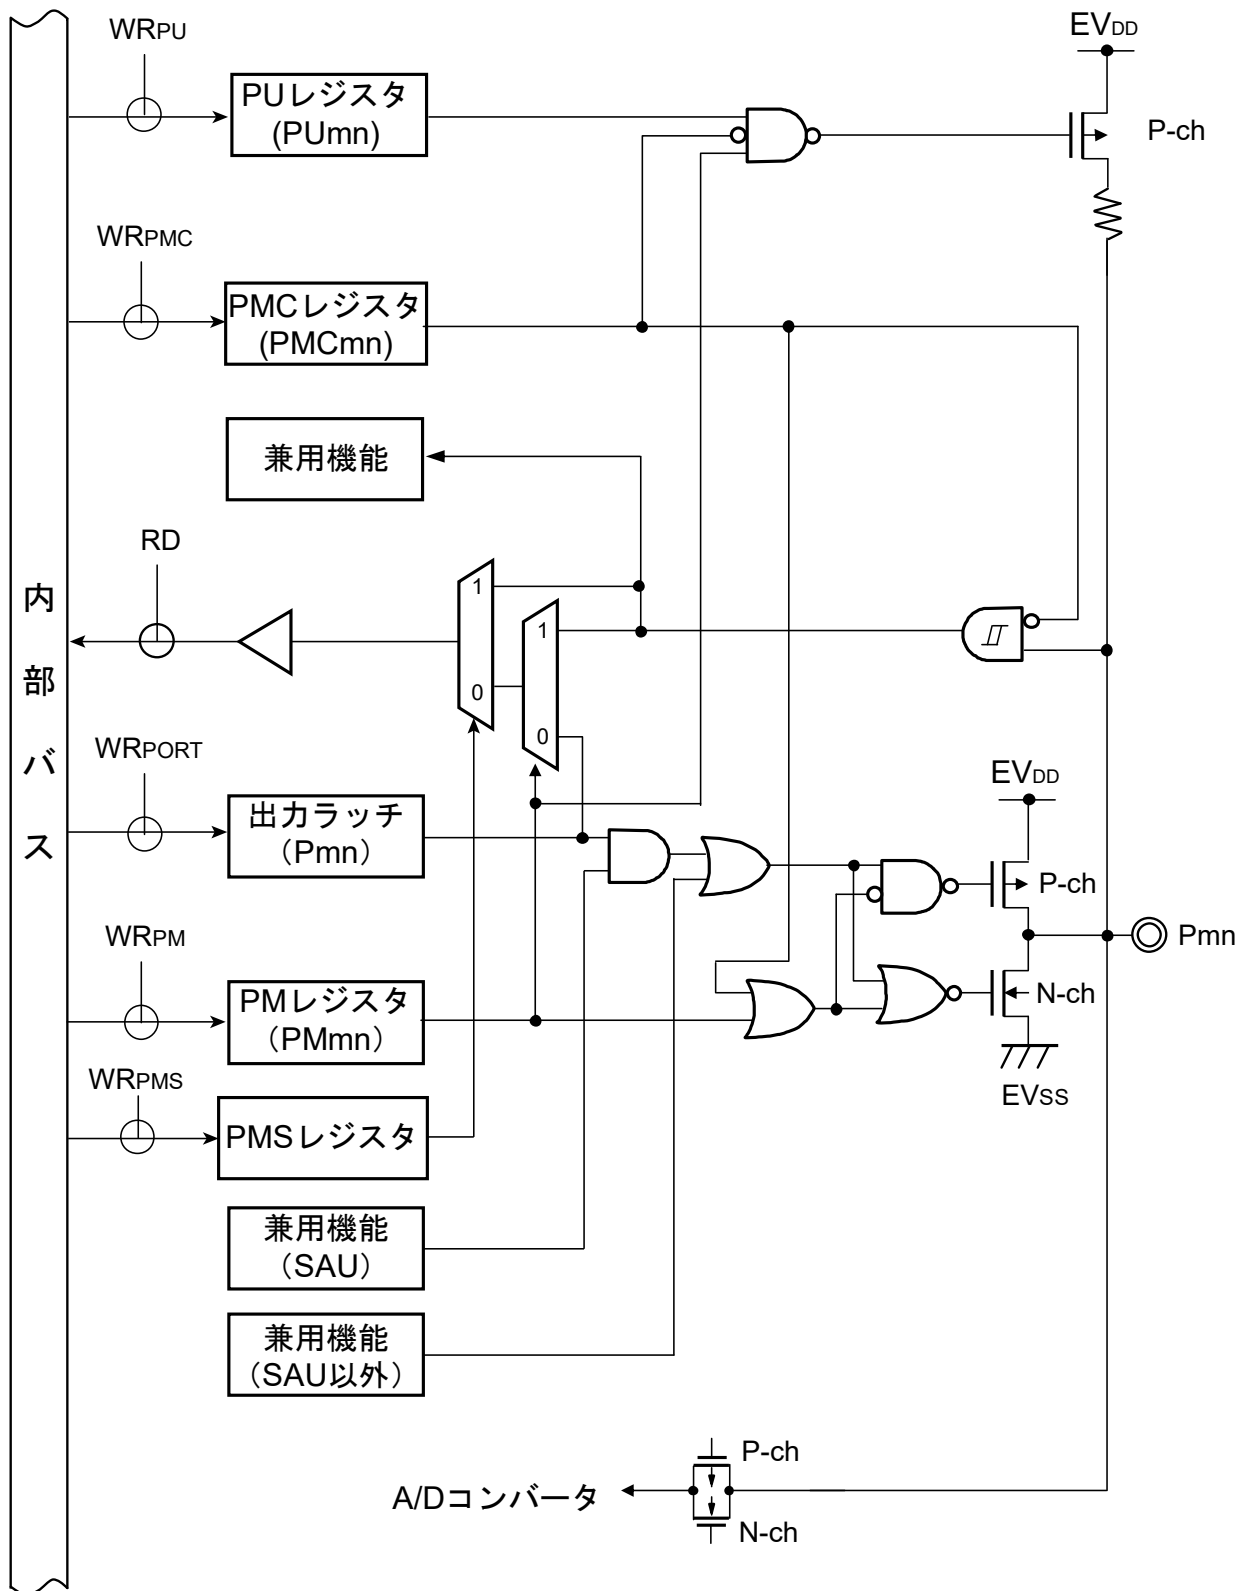 WRPU
EVDD
PUレジスタ
(PUmn)
P-ch
WRPMC
PMCレジスタ
(PMCmn)
兼用機能
RD
1
1
0
0
内部バス
WRPORT
出力ラッチ
（Pmn）
EVDD
P-ch
Pmn
WRPM
PMレジスタ
（PMmn）
N-ch
EVSS
WRPMS
PMSレジスタ
兼用機能
（SAU）
兼用機能
（SAU以外）
P-ch
A/Dコンバータ
N-ch